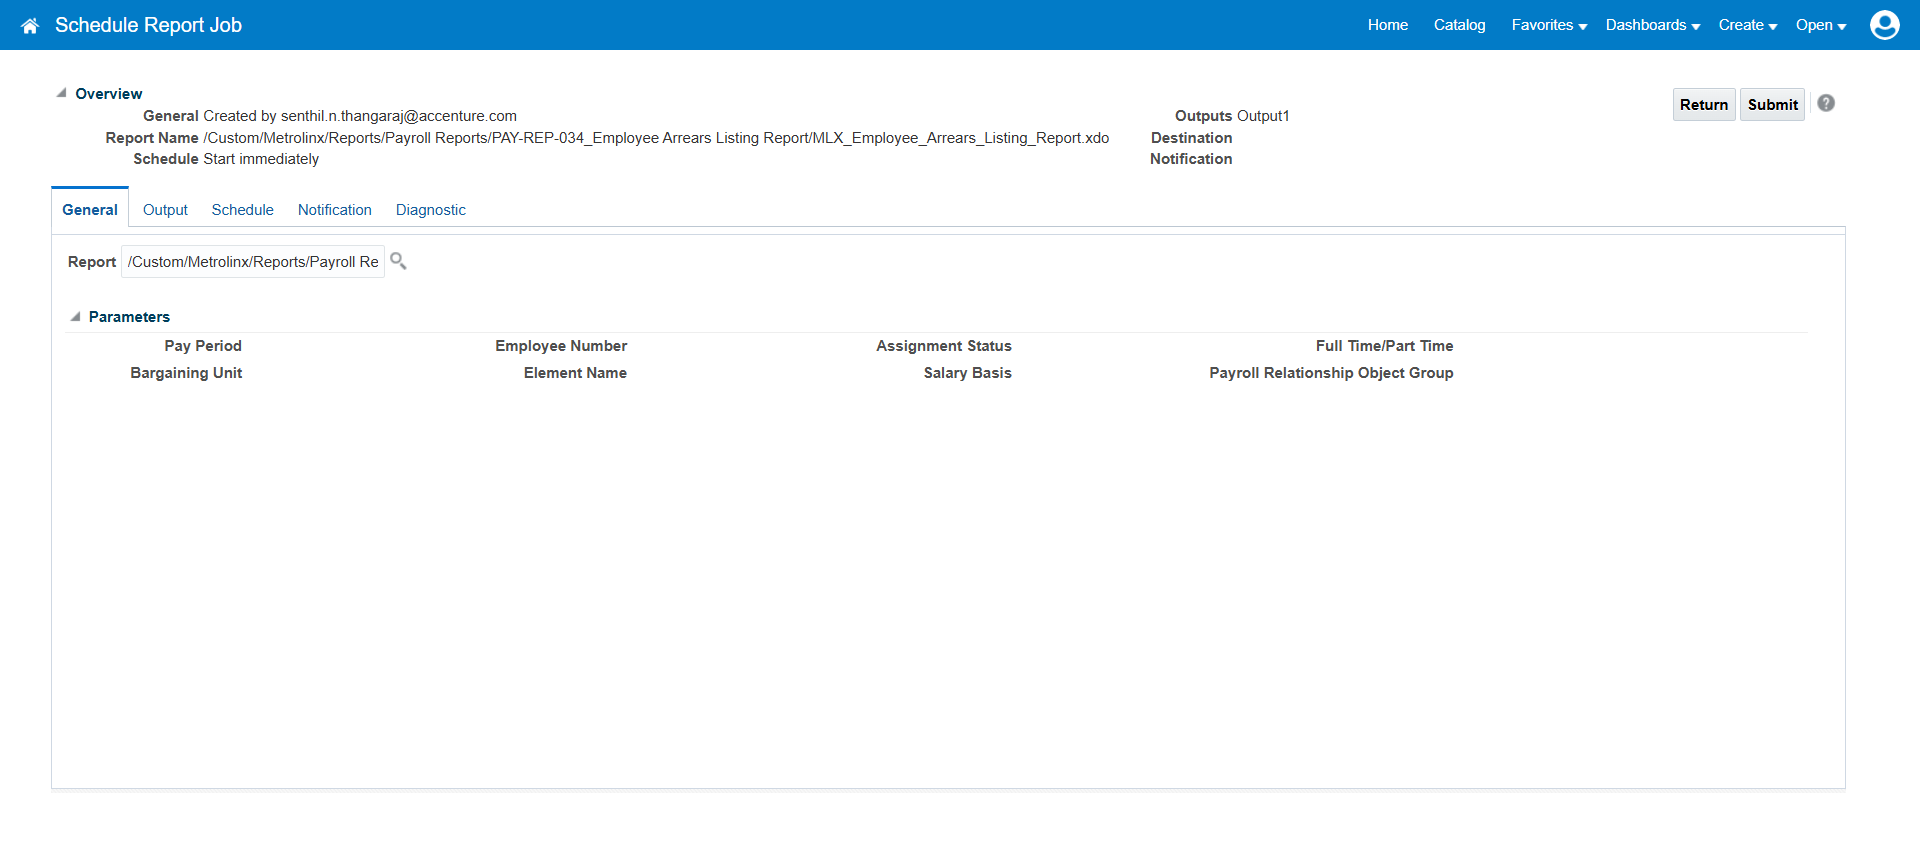 Schedule Report Job
Home Catalog Favorites Dashboards Create Open
Overview
General Created by senthil.n.thangaraj@accenture.com
Report Name /Custom/Metrolinx/Reports/Payroll Reports/PAY-REP-034_Employee Arrears Listing Report/MLX_Employee_Arrears_Listing_Report.xdo
Schedule Start immediately
Outputs Output1
Destination
Notification
Return Submit ?
General Output Schedule Notification Diagnostic
Report /Custom/Metrolinx/Reports/Payroll Re
Parameters
Pay Period Employee Number Assignment Status Full Time/Part Time
Bargaining Unit Element Name Salary Basis Payroll Relationship Object Group